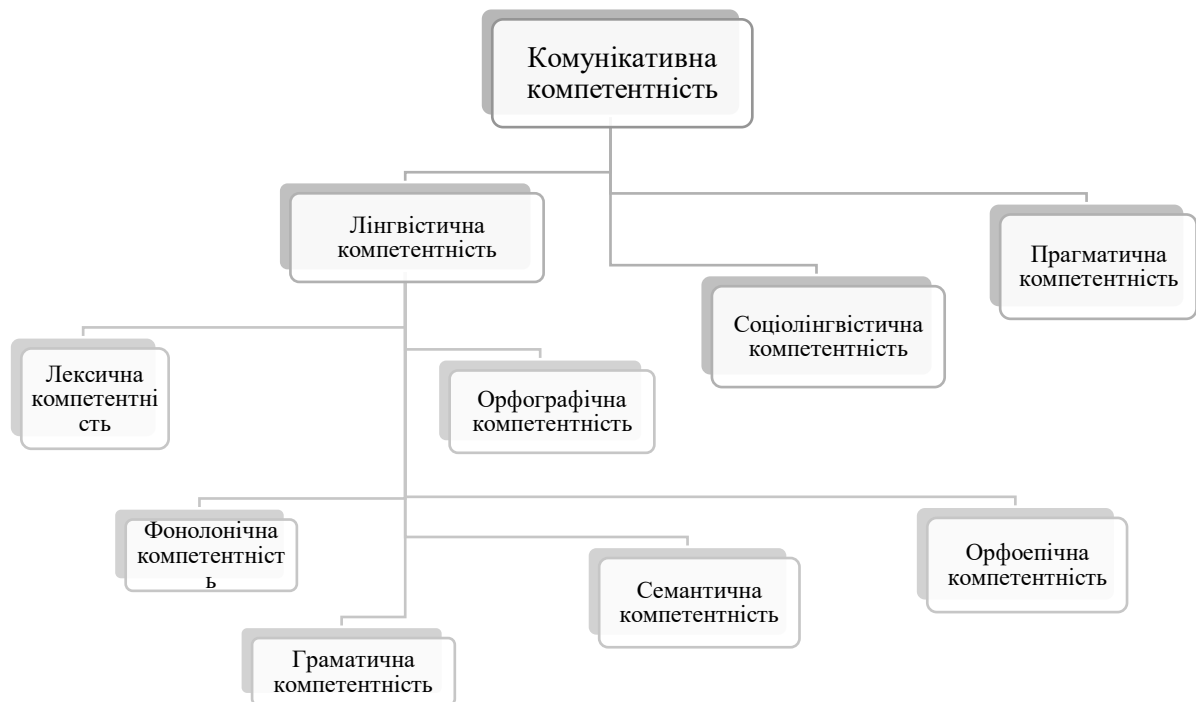 Комунікативна
компетентність
Лінгвістична
компетентність
Прагматична
компетентність
Соціолінгвістична
компетентність
Лексична
компетентні
сть
Орфографічна
компетентність
Фонолонічна
компетентніст
ь
Орфоепічна
компетентність
Семантична
компетентність
Граматична
компетентність